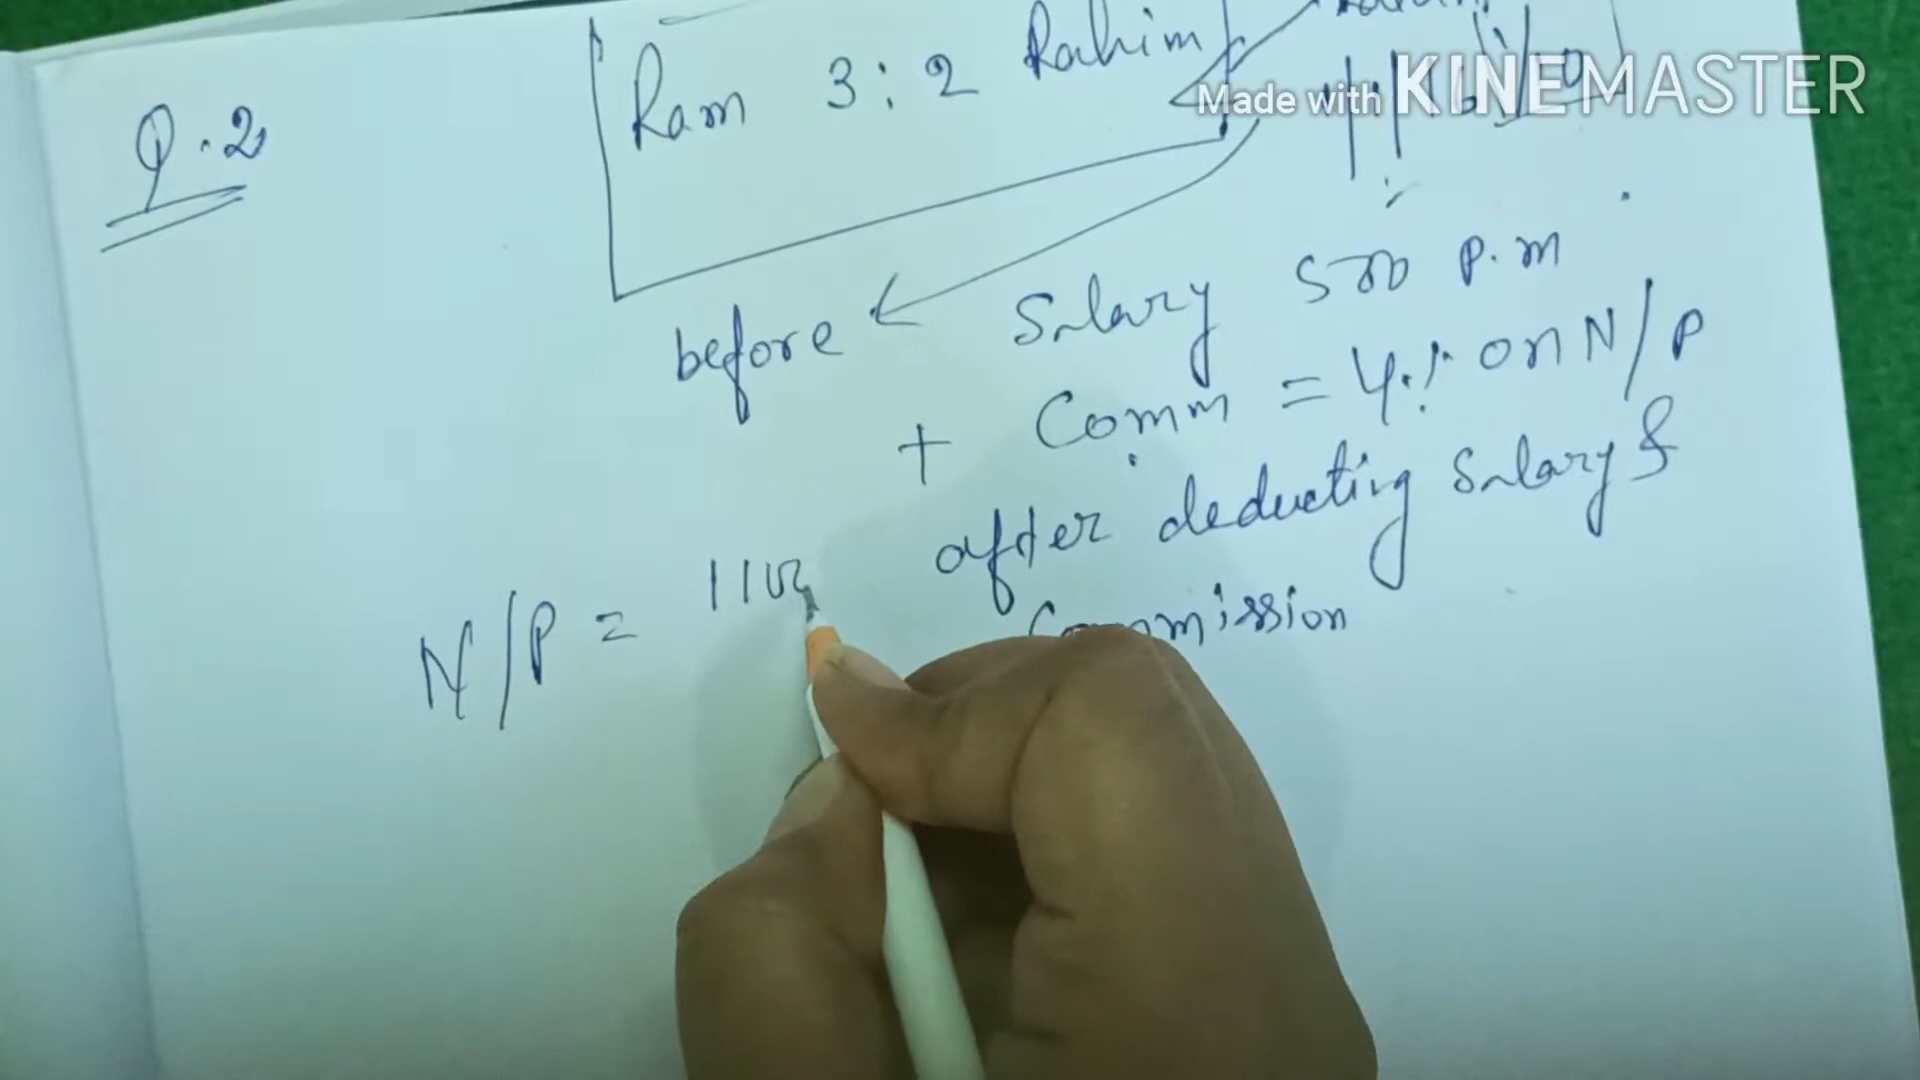 Q.2
Ram 3:2 Rahim
Made with KINEMASTER
before Salary 500 P.m
+ Comm = 4% on N/P
after deducting Salary &
Commission
N/P = 110